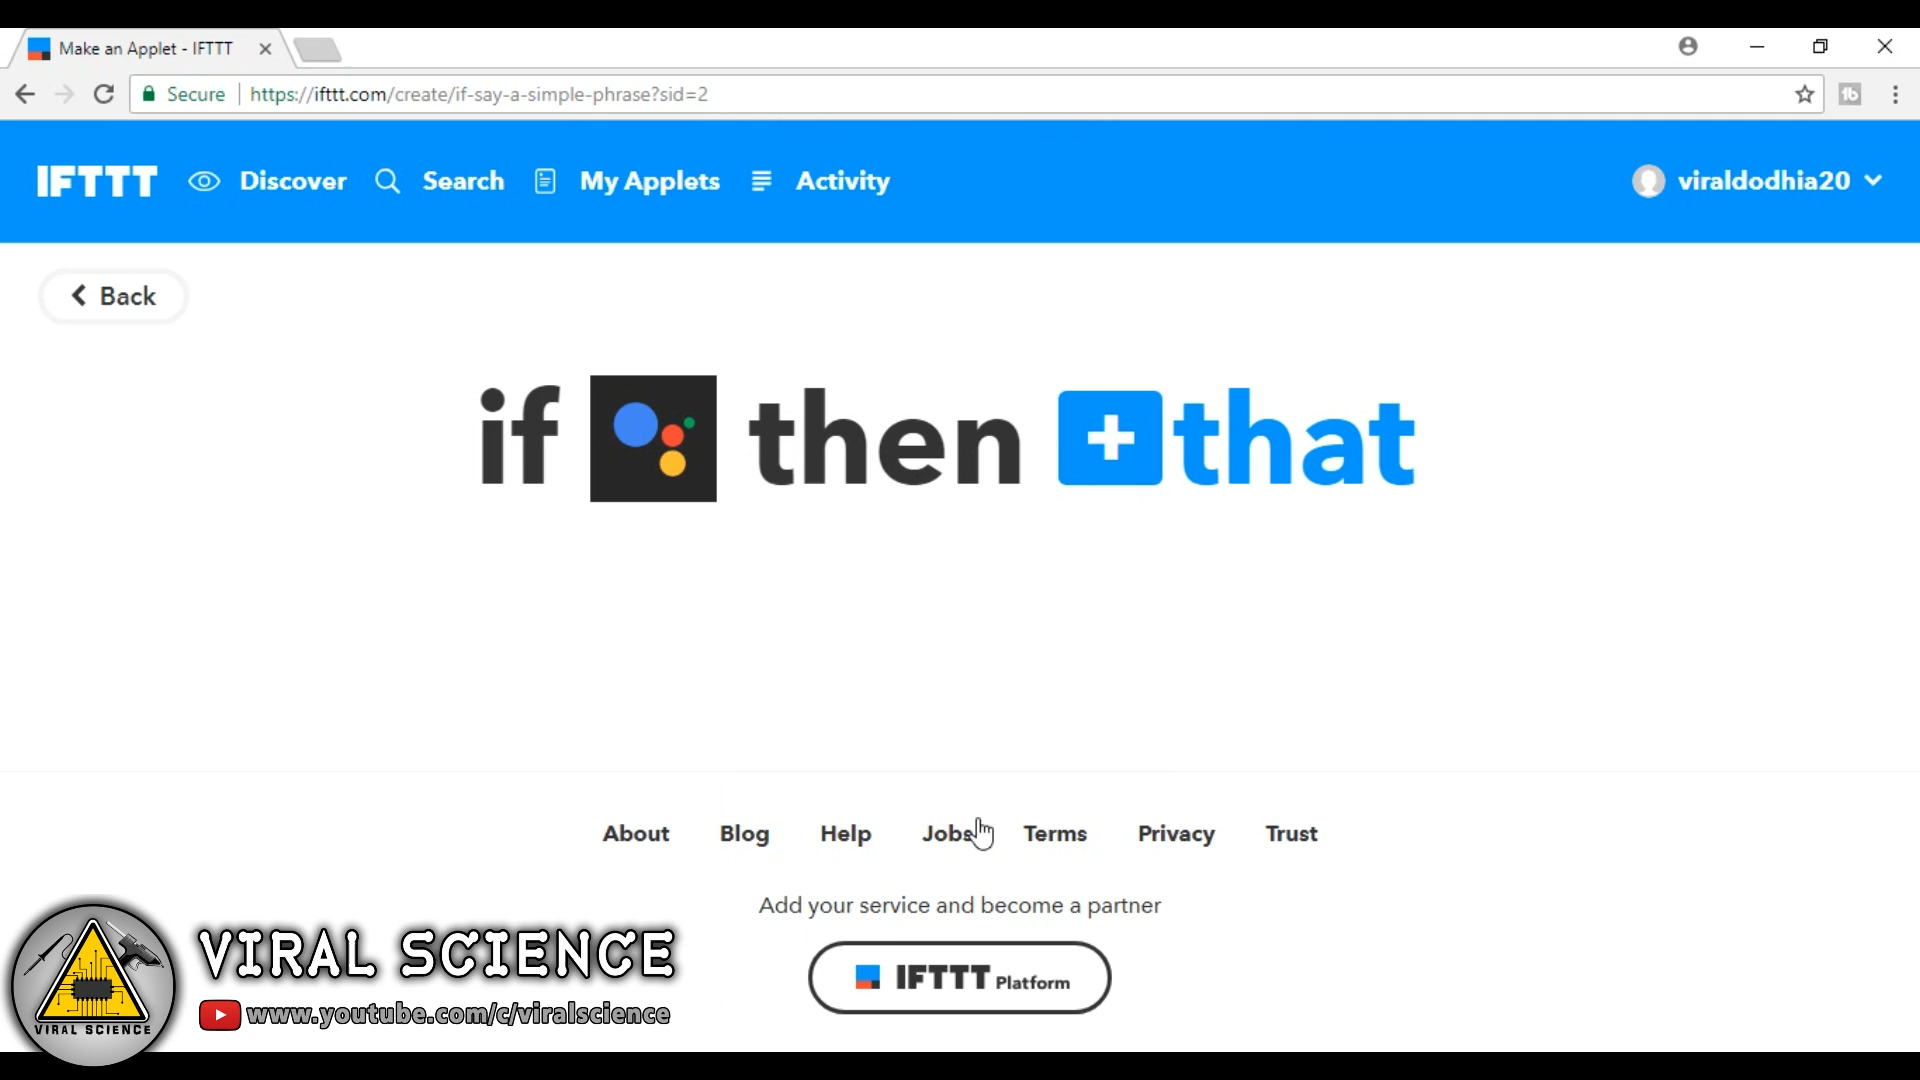 Make an Applet - IFTTT
Secure https://ifttt.com/create/if-say-a-simple-phrase?sid=2
IFTTT Discover Search My Applets Activity viraldodhia20
Back
if then +that
About Blog Help Jobs Terms Privacy Trust
Add your service and become a partner
IFTTT Platform
VIRAL SCIENCE
www.youtube.com/c/viralscience
VIRAL SCIENCE